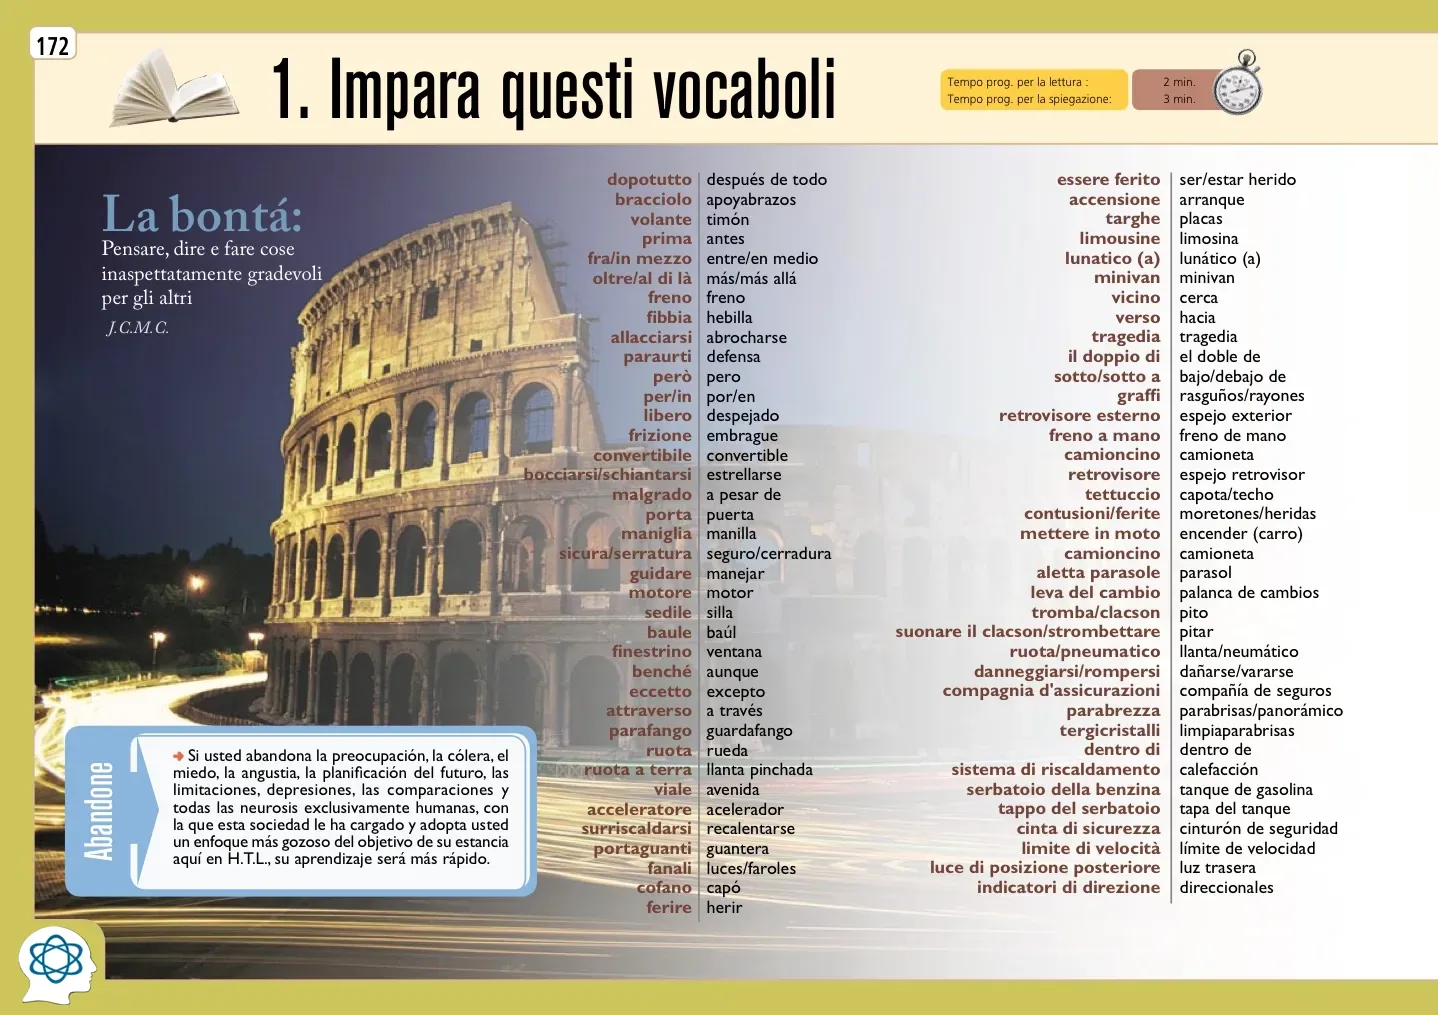 172
1. Impara questi vocaboli
Tempo prog. per la lettura : 2 min.
Tempo prog. per la spiegazione: 3 min.
La bontá:
Pensare, dire e fare cose
inaspettatamente gradevoli
per gli altri
J.C.M.C.
dopotutto después de todo
bracciolo apoyabrazos
volante timón
prima antes
fra/in mezzo entre/en medio
oltre/al di là más/más allá
freno freno
fibbia hebilla
allacciarsi abrocharse
paraurti defensa
però pero
per/in por/en
libero despejado
frizione embrague
convertibile convertible
bocciarsi/schiantarsi estrellarse
malgrado a pesar de
porta puerta
maniglia manilla
sicura/serratura seguro/cerradura
guidare manejar
motore motor
sedile silla
baule baúl
finestrino ventana
benché aunque
eccetto excepto
attraverso a través
parafango guardafango
ruota rueda
ruota a terra llanta pinchada
viale avenida
acceleratore acelerador
surriscaldarsi recalentarse
portaguanti guantera
fanali luces/faroles
cofano capó
ferire herir
essere ferito ser/estar herido
accensione arranque
targhe placas
limousine limosina
lunatico (a) lunático (a)
minivan minivan
vicino cerca
verso hacia
tragedia tragedia
il doppio di el doble de
sotto/sotto a bajo/debajo de
graffi rasguños/rayones
retrovisore esterno espejo exterior
freno a mano freno de mano
camioncino camioneta
retrovisore espejo retrovisor
tettuccio capota/techo
contusioni/ferite moretones/heridas
mettere in moto encender (carro)
camioncino camioneta
aletta parasole parasol
leva del cambio palanca de cambios
tromba/clacson pito
suonare il clacson/strombettare pitar
ruota/pneumatico llanta/neumático
danneggiarsi/rompersi dañarse/vararse
compagnia d'assicurazioni compañía de seguros
parabrezza parabrisas/panorámico
tergicristalli limpiaparabrisas
dentro di dentro de
sistema di riscaldamento calefacción
serbatoio della benzina tanque de gasolina
tappo del serbatoio tapa del tanque
cinta di sicurezza cinturón de seguridad
limite di velocità límite de velocidad
luce di posizione posteriore luz trasera
indicatori di direzione direccionales
Abandone
➜ Si usted abandona la preocupación, la cólera, el
miedo, la angustia, la planificación del futuro, las
limitaciones, depresiones, las comparaciones y
todas las neurosis exclusivamente humanas, con
la que esta sociedad le ha cargado y adopta usted
un enfoque más gozoso del objetivo de su estancia
aquí en H.T.L., su aprendizaje será más rápido.